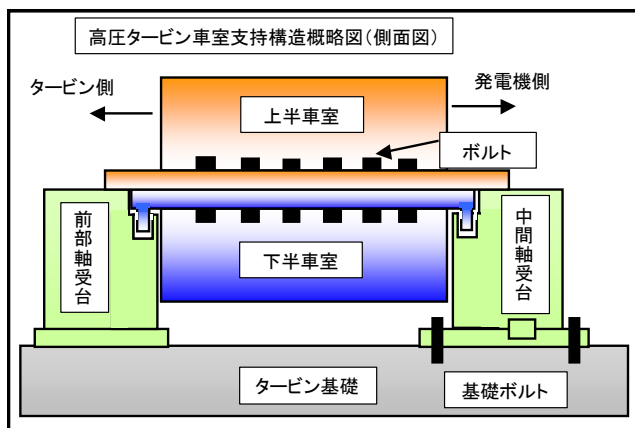 高圧タービン車室支持構造概略図(側面図)
タービン側
発電機側
上半車室
ボルト
前部軸受台
中間軸受台
下半車室
タービン基礎
基礎ボルト